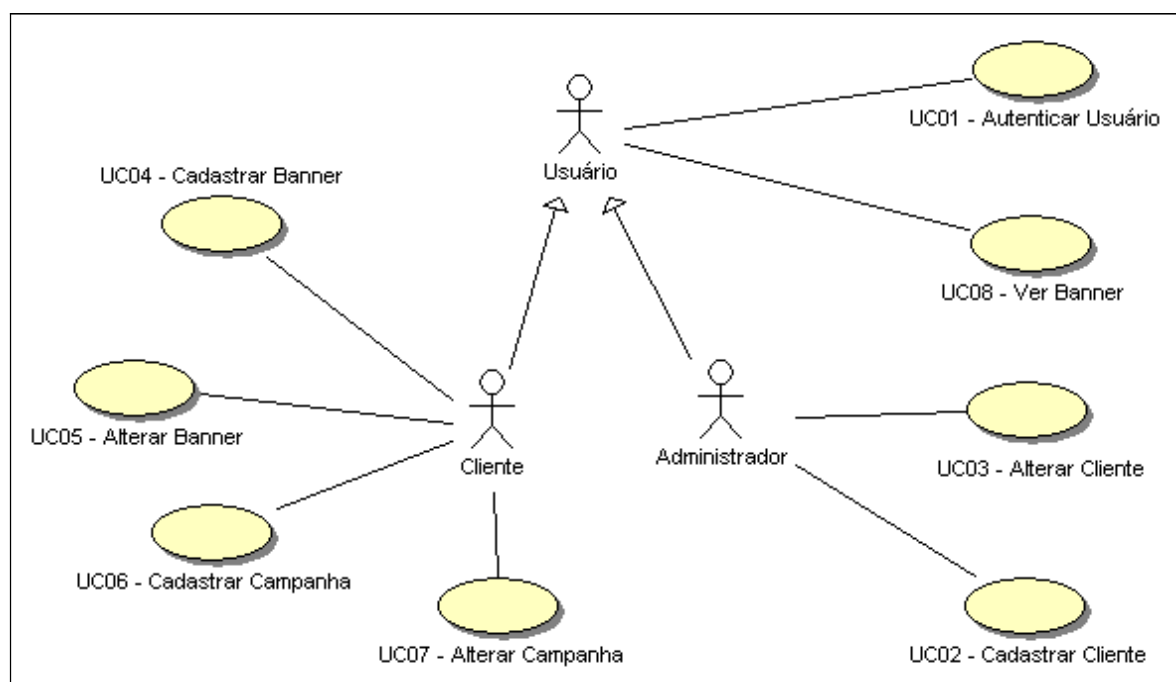 UC01 - Autenticar Usuário
Usuário
UC04 - Cadastrar Banner
UC08 - Ver Banner
UC05 - Alterar Banner
Cliente
Administrador
UC03 - Alterar Cliente
UC06 - Cadastrar Campanha
UC07 - Alterar Campanha
UC02 - Cadastrar Cliente